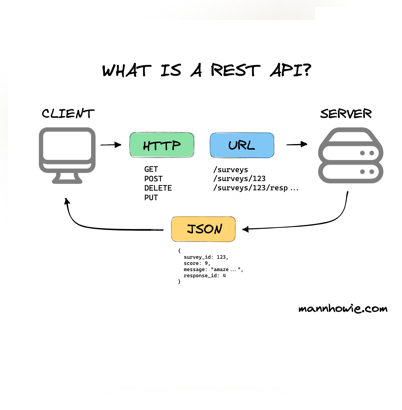 WHAT IS A REST API?
CLIENT
SERVER
HTTP
URL
GET
POST
DELETE
PUT
/surveys
/surveys/123
/surveys/123/resp...
JSON
{
survey_id: 123,
score: 9,
message: "amaze...",
response_id: 4
}
mannhowie.com